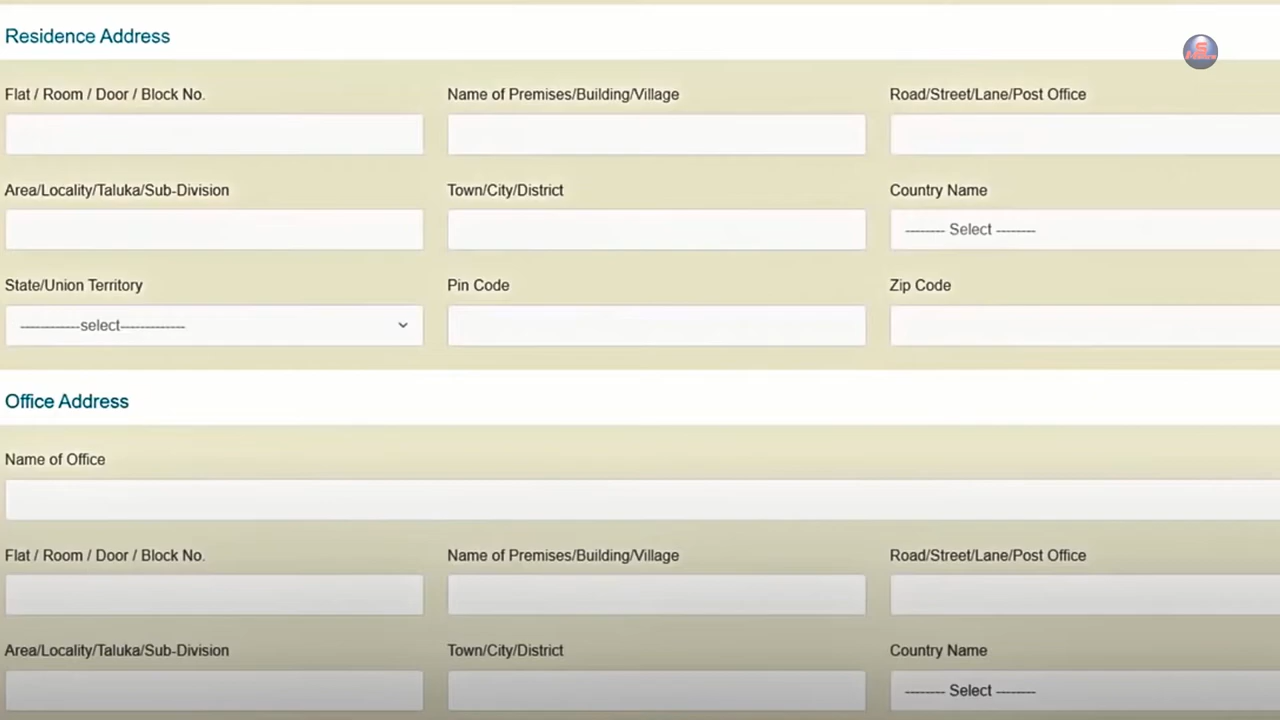 Residence Address
Flat / Room / Door / Block No. Name of Premises/Building/Village Road/Street/Lane/Post Office
Area/Locality/Taluka/Sub-Division Town/City/District Country Name
-------- Select --------
State/Union Territory Pin Code Zip Code
------------select-------------
Office Address
Name of Office
Flat / Room / Door / Block No. Name of Premises/Building/Village Road/Street/Lane/Post Office
Area/Locality/Taluka/Sub-Division Town/City/District Country Name
-------- Select --------